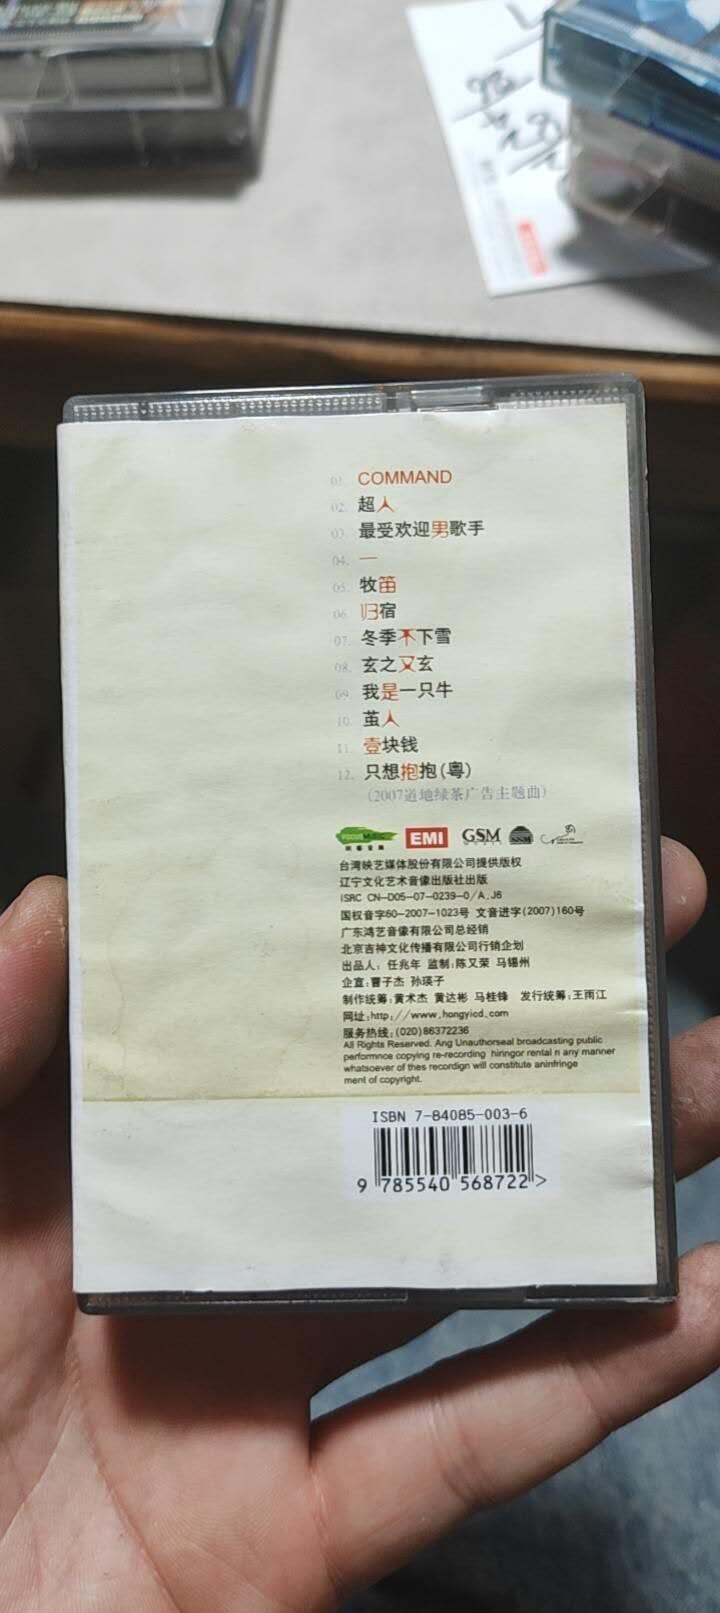 01. COMMAND
02. 超人
03. 最受欢迎男歌手
04. 一
05. 牧笛
06. 归宿
07. 冬季不下雪
08. 玄之又玄
09. 我是一只牛
10. 茧人
11. 壹块钱
12. 只想抱抱(粤)
(2007道地绿茶广告主题曲)
FOCUS MUSIC EMI GSM
台湾映艺媒体股份有限公司提供版权
辽宁文化艺术音像出版社出版
ISRC CN-D05-07-0239-0/A.J6
国权音字60-2007-1023号 文音进字(2007)160号
广东鸿艺音像有限公司总经销
北京吉神文化传播有限公司行销企划
出品人: 任兆年 监制:陈又荣 马锡州
企宣:曹子杰 孙瑛子
制作统筹:黄术杰 黄达彬 马桂锋 发行统筹:王雨江
网址:http://www.hongyicd.com
服务热线:(020)86372236
All Rights Reserved. Ang Unauthorseal broadcasting public
performnce copying re-recording hiringor rental n any manner
whatsoever of thes recordign will constitute aninfringe
ment of copyright.
ISBN 7-84085-003-6
9 785540 568722 >